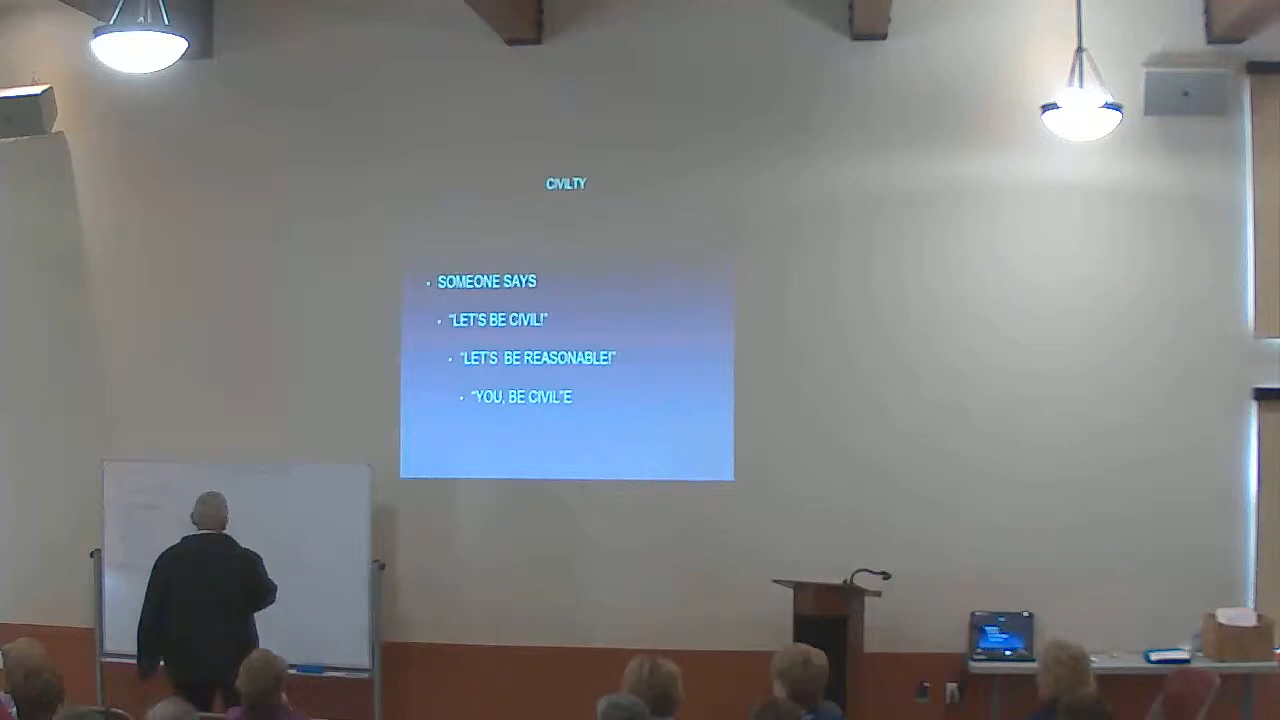 CIVILTY
• SOMEONE SAYS
• "LET'S BE CIVIL!"
• "LET'S BE REASONABLE!"
• "YOU, BE CIVIL"E